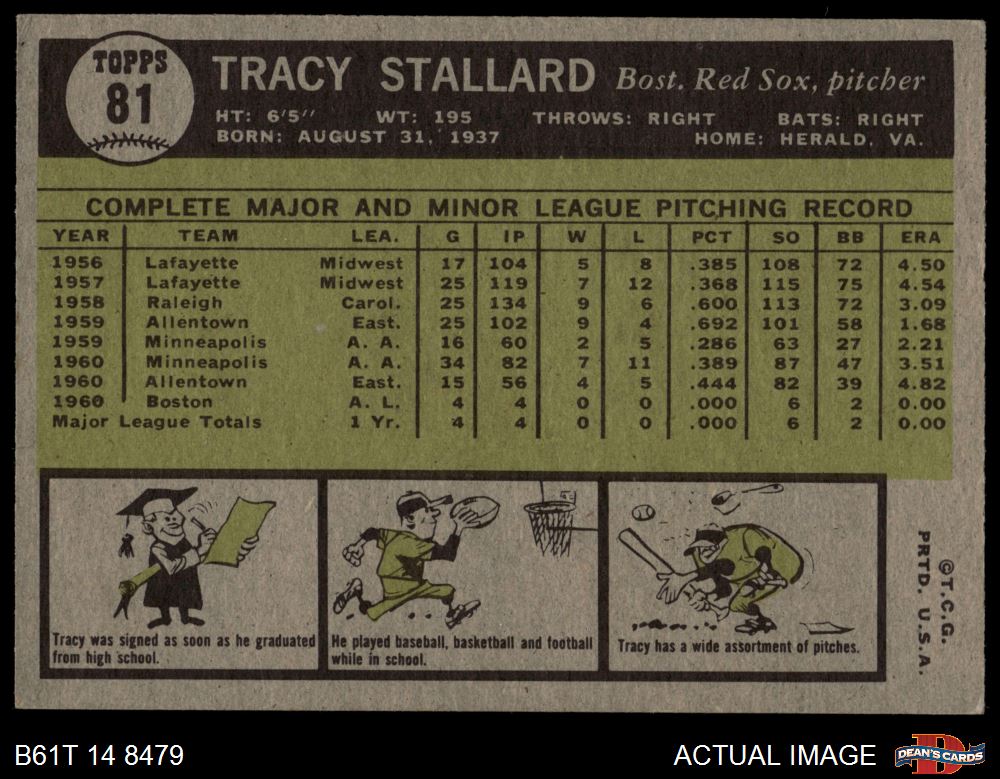 TOPPS
81
TRACY STALLARD Bost. Red Sox, pitcher
HT: 6'5" WT: 195 THROWS: RIGHT BATS: RIGHT
BORN: AUGUST 31, 1937 HOME: HERALD, VA.
COMPLETE MAJOR AND MINOR LEAGUE PITCHING RECORD
YEAR TEAM LEA. G IP W L PCT SO BB ERA
1956 Lafayette Midwest 17 104 5 8 .385 108 72 4.50
1957 Lafayette Midwest 25 119 7 12 .368 115 75 4.54
1958 Raleigh Carol. 25 134 9 6 .600 113 72 3.09
1959 Allentown East. 25 102 9 4 .692 101 58 1.68
1959 Minneapolis A. A. 16 60 2 5 .286 63 27 2.21
1960 Minneapolis A. A. 34 82 7 11 .389 87 47 3.51
1960 Allentown East. 15 56 4 5 .444 82 39 4.82
1960 Boston A. L. 4 4 0 0 .000 6 2 0.00
Major League Totals 1 Yr. 4 4 0 0 .000 6 2 0.00
Tracy was signed as soon as he graduated
from high school.
He played baseball, basketball and football
while in school.
Tracy has a wide assortment of pitches.
©T.C.G.
PRTD. U.S.A.
B61T 14 8479
ACTUAL IMAGE
DEAN'S CARDS